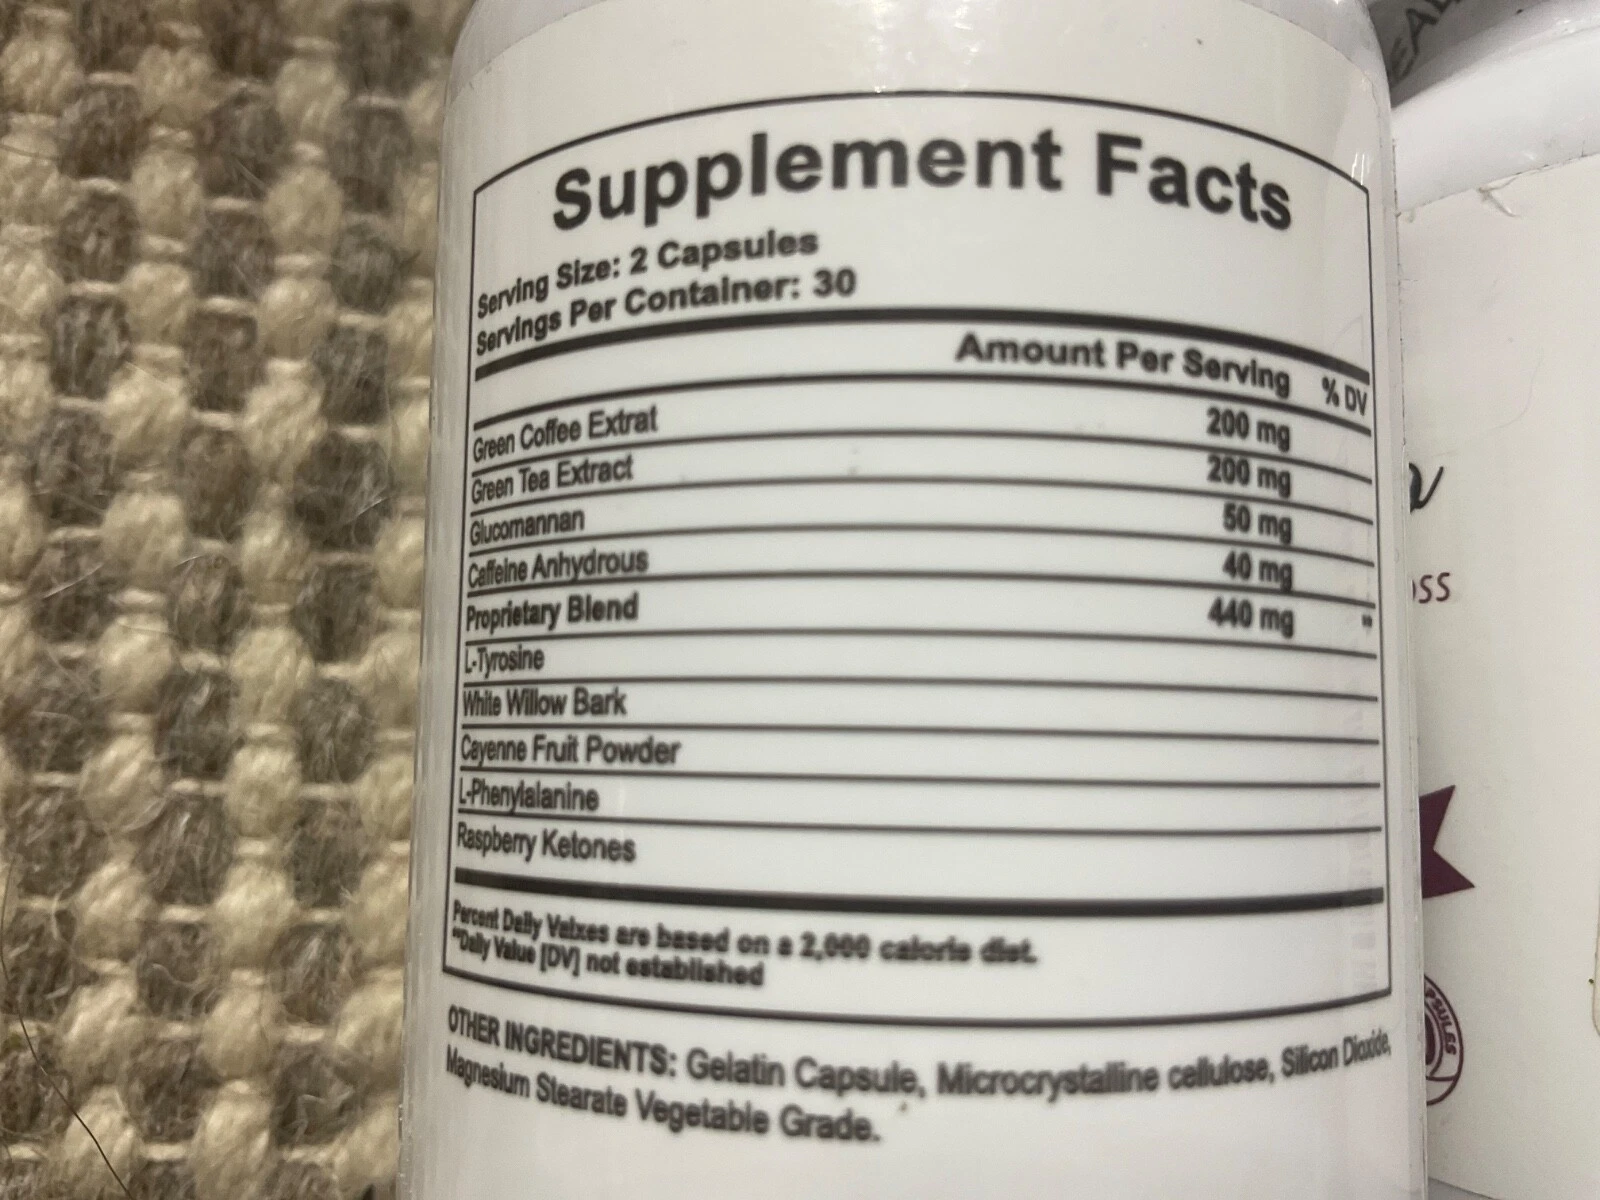 Supplement Facts
Serving Size: 2 Capsules
Servings Per Container: 30
Amount Per Serving % DV
Green Coffee Extrat 200 mg
Green Tea Extract 200 mg
Glucomannan 50 mg
Caffeine Anhydrous 40 mg
Proprietary Blend 440 mg **
L-Tyrosine
White Willow Bark
Cayenne Fruit Powder
L-Phenylalanine
Raspberry Ketones
Percent Daily Valxes are based on a 2,000 calorie diet.
**Daily Value [DV] not established
OTHER INGREDIENTS: Gelatin Capsule, Microcrystalline cellulose, Silicon Dioxide,
Magnesium Stearate Vegetable Grade.